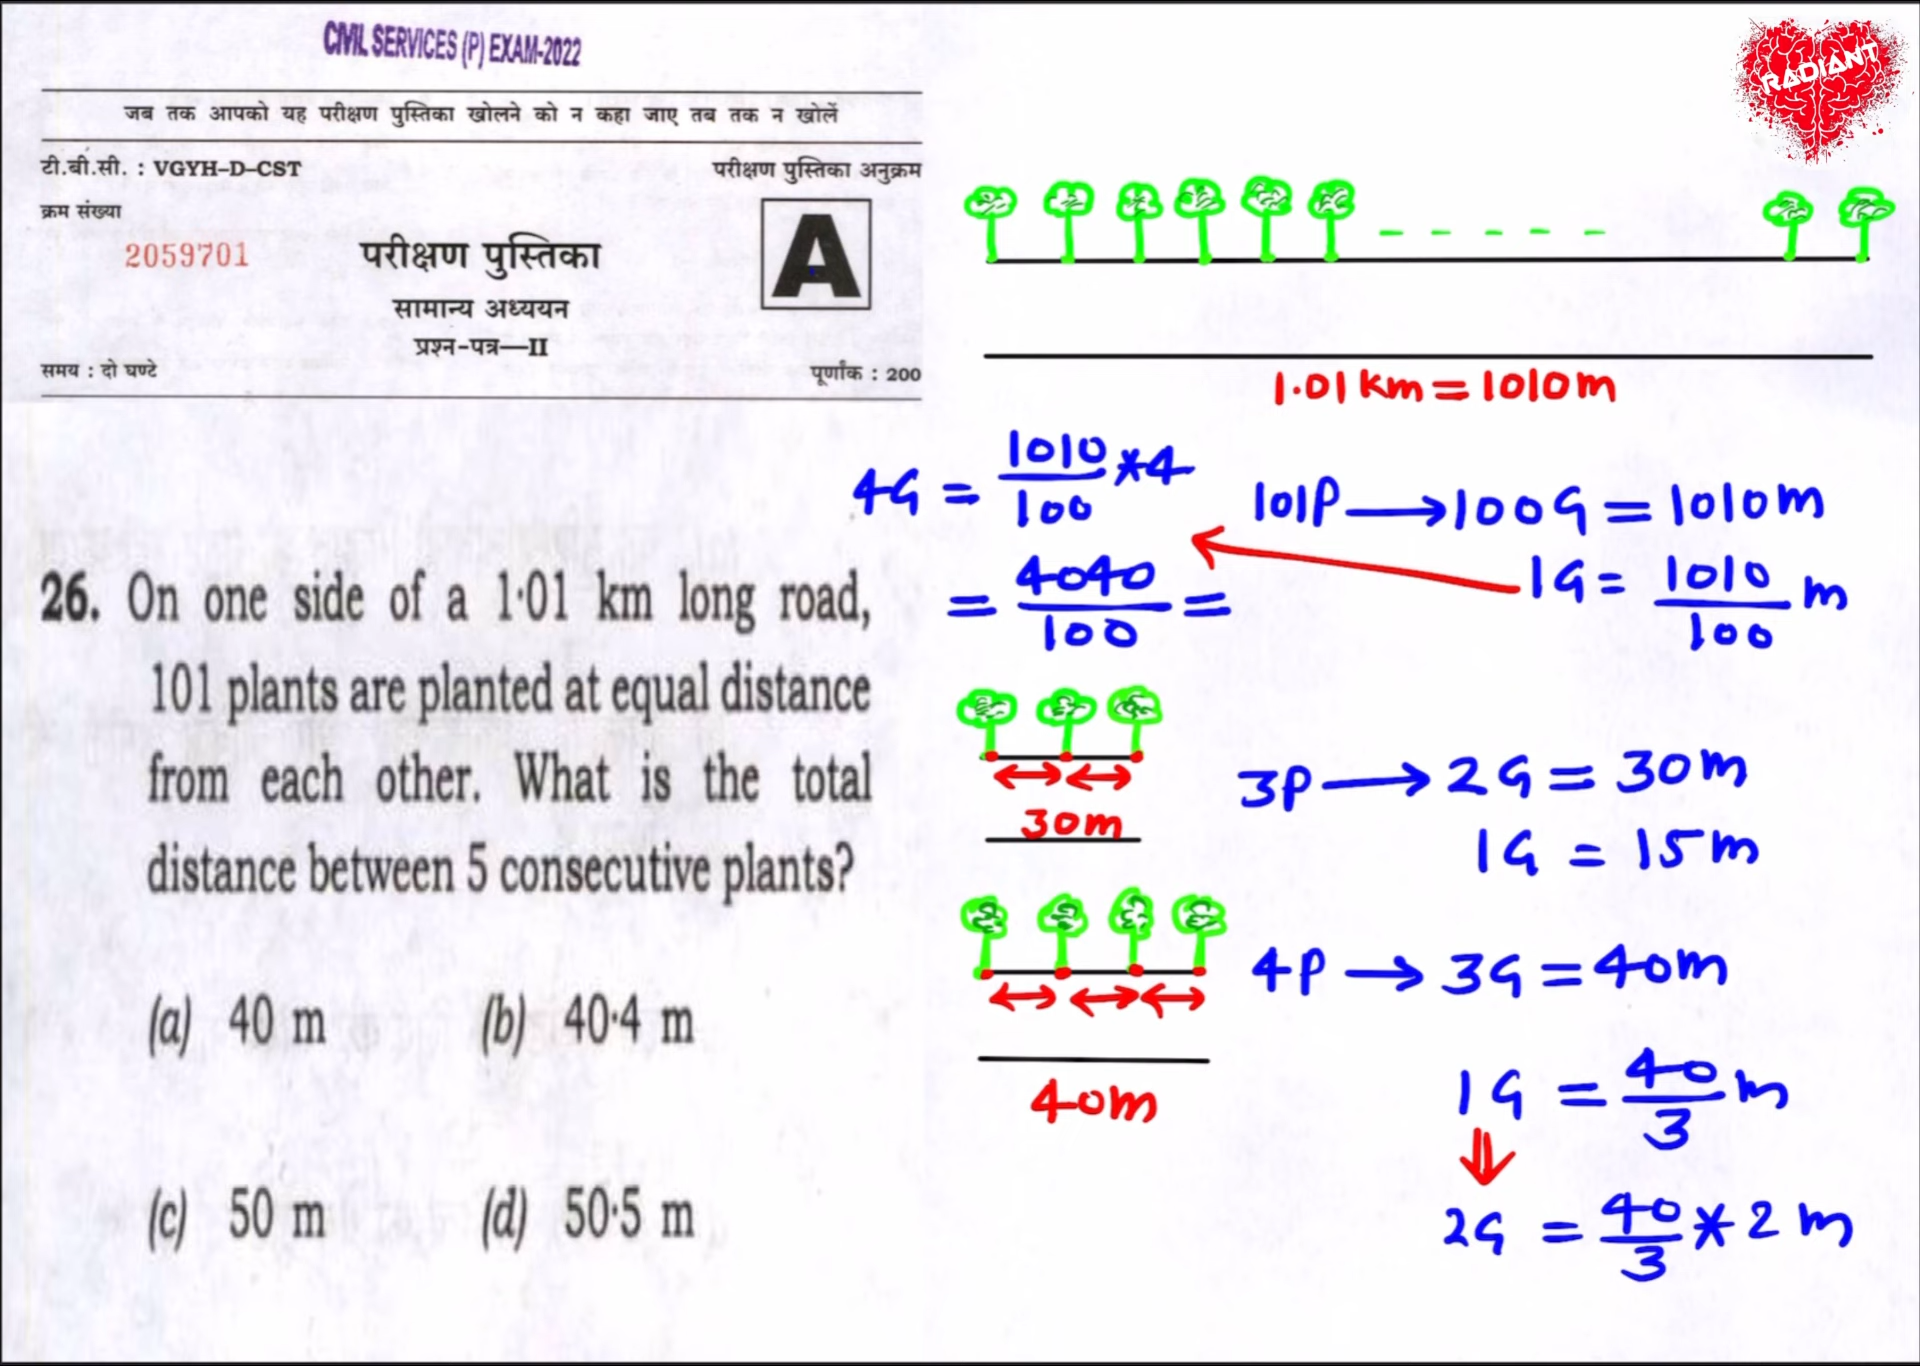 CIVIL SERVICES (P) EXAM-2022
जब तक आपको यह परीक्षण पुस्तिका खोलने को न कहा जाए तब तक न खोलें
टी.बी.सी. : VGYH-D-CST
परीक्षण पुस्तिका अनुक्रम
क्रम संख्या
2059701
परीक्षण पुस्तिका
A
सामान्य अध्ययन
प्रश्न-पत्र—II
समय : दो घण्टे
पूर्णांक : 200
26. On one side of a 1·01 km long road,
101 plants are planted at equal distance
from each other. What is the total
distance between 5 consecutive plants?
(a) 40 m (b) 40·4 m
(c) 50 m (d) 50·5 m
RADIANT
1.01 km = 1010 m
4G = 1010/100 * 4
= 4040/100 =
101P → 100G = 1010 m
1G = 1010/100 m
30m
3P → 2G = 30 m
1G = 15 m
40m
4P → 3G = 40m
1G = 40/3 m
2G = 40/3 * 2 m